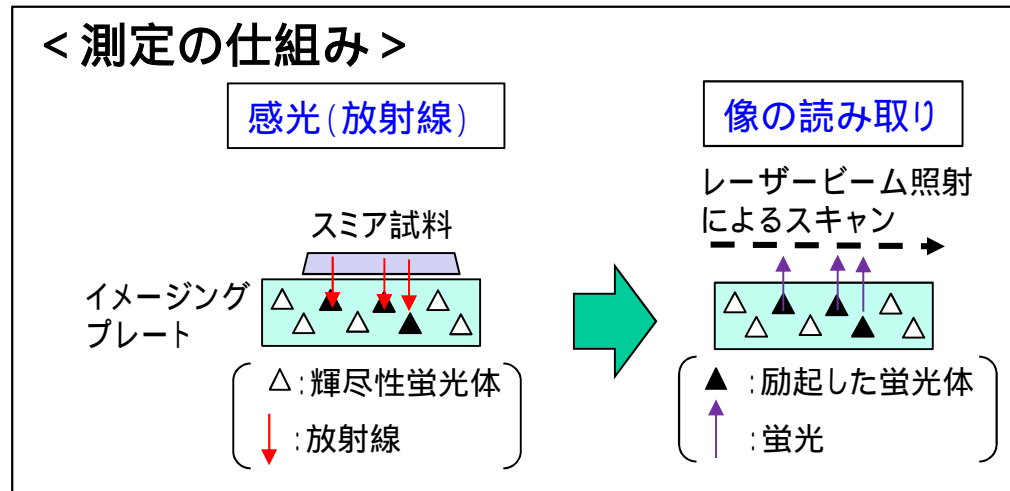 <測定の仕組み>
感光(放射線)
像の読み取り
レーザービーム照射
によるスキャン
スミア試料
イメージング
プレート
△:輝尽性蛍光体
:放射線
▲:励起した蛍光体
:蛍光